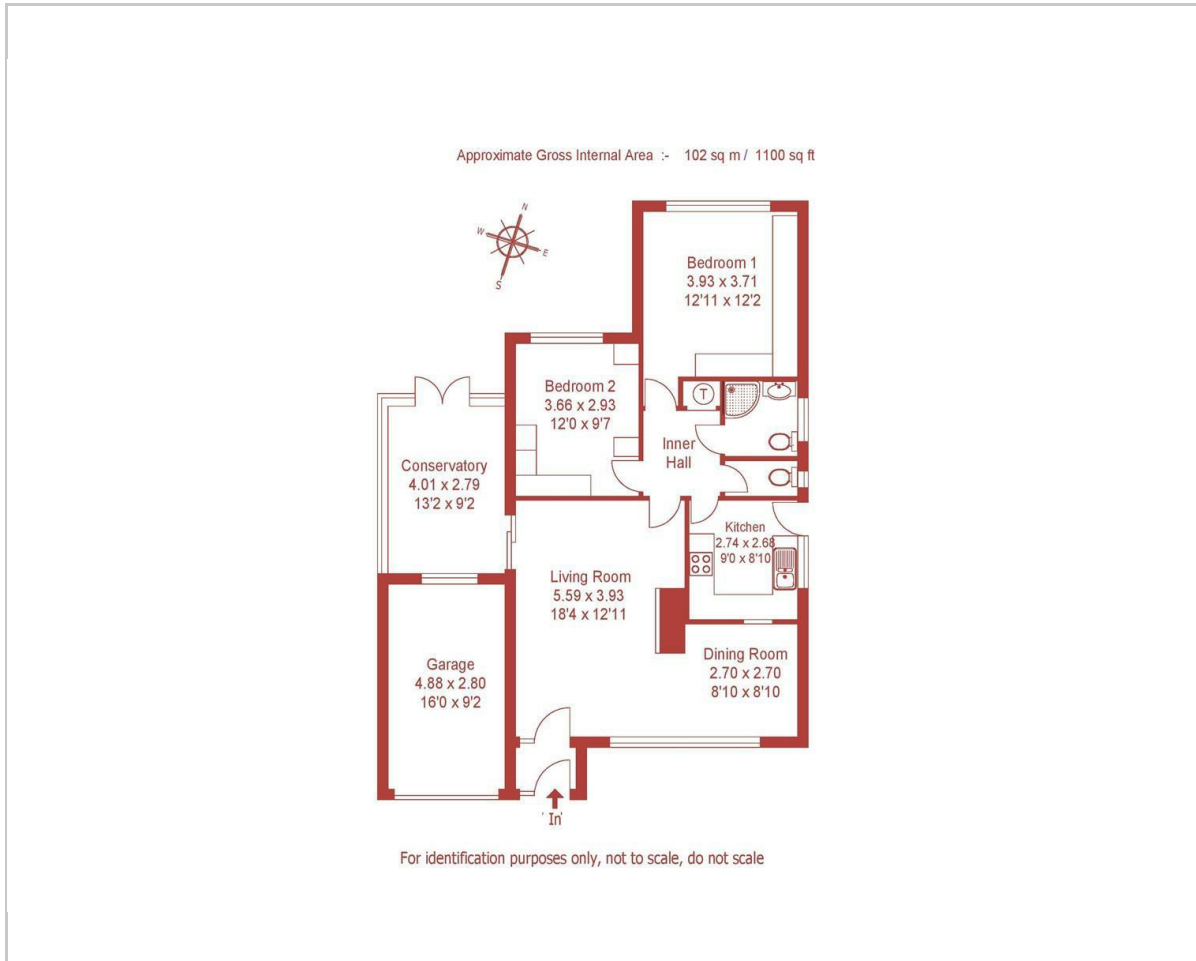 Approximate Gross Internal Area :- 102 sq m / 1100 sq ft
N
W
E
S
Bedroom 1
3.93 x 3.71
12'11 x 12'2
Bedroom 2
3.66 x 2.93
12'0 x 9'7
T
Inner
Hall
Conservatory
4.01 x 2.79
13'2 x 9'2
Kitchen
2.74 x 2.68
9'0 x 8'10
Living Room
5.59 x 3.93
18'4 x 12'11
Garage
4.88 x 2.80
16'0 x 9'2
Dining Room
2.70 x 2.70
8'10 x 8'10
' In'
For identification purposes only, not to scale, do not scale